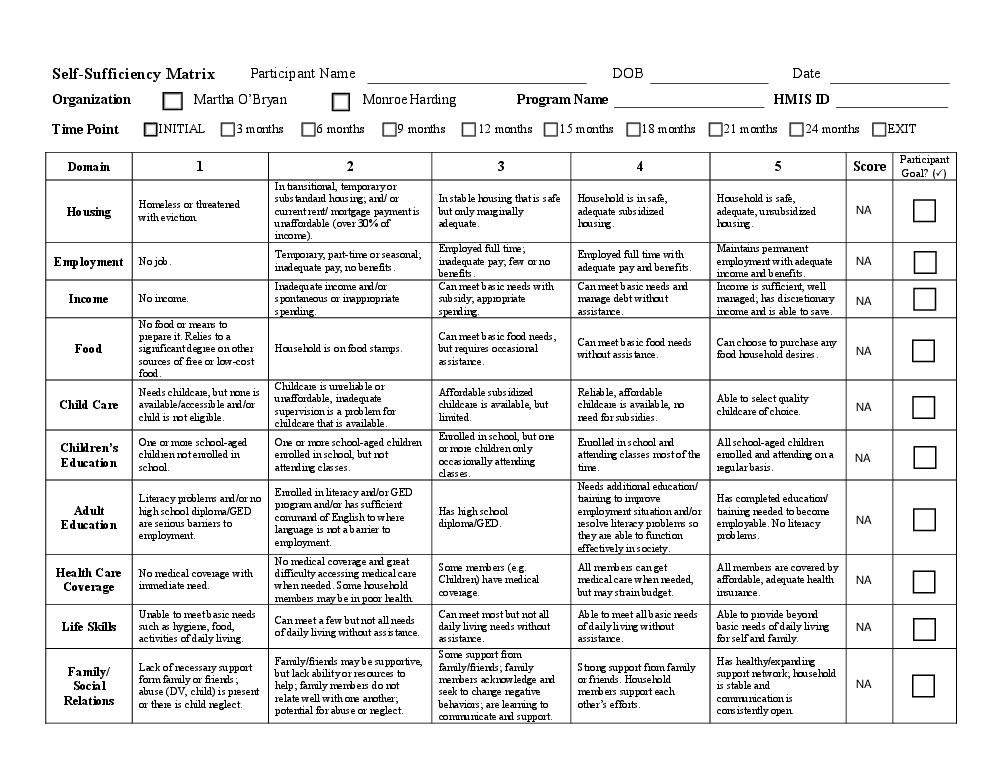 Self-Sufficiency Matrix Participant Name DOB Date
Organization Martha O'Bryan Monroe Harding Program Name HMIS ID
Time Point INITIAL 3 months 6 months 9 months 12 months 15 months 18 months 21 months 24 months EXIT
Domain 1 2 3 4 5 Score Participant
Goal? (✓)
Housing
Homeless or threatened
with eviction.
In transitional, temporary or
substandard housing; and/ or
current rent/ mortgage payment is
unaffordable (over 30% of
income).
In stable housing that is safe
but only marginally
adequate.
Household is in safe,
adequate subsidized
housing.
Household is safe,
adequate, unsubsidized
housing.
NA
Employment
No job.
Temporary, part-time or seasonal;
inadequate pay, no benefits.
Employed full time;
inadequate pay; few or no
benefits.
Employed full time with
adequate pay and benefits.
Maintains permanent
employment with adequate
income and benefits.
NA
Income
No income.
Inadequate income and/or
spontaneous or inappropriate
spending.
Can meet basic needs with
subsidy; appropriate
spending.
Can meet basic needs and
manage debt without
assistance.
Income is sufficient, well
managed; has discretionary
income and is able to save.
NA
Food
No food or means to
prepare it. Relies to a
significant degree on other
sources of free or low-cost
food.
Household is on food stamps.
Can meet basic food needs,
but requires occasional
assistance.
Can meet basic food needs
without assistance.
Can choose to purchase any
food household desires.
NA
Child Care
Needs childcare, but none is
available/accessible and/or
child is not eligible.
Childcare is unreliable or
unaffordable, inadequate
supervision is a problem for
childcare that is available.
Affordable subsidized
childcare is available, but
limited.
Reliable, affordable
childcare is available, no
need for subsidies.
Able to select quality
childcare of choice.
NA
Children's
Education
One or more school-aged
children not enrolled in
school.
One or more school-aged children
enrolled in school, but not
attending classes.
Enrolled in school, but one
or more children only
occasionally attending
classes.
Enrolled in school and
attending classes most of the
time.
All school-aged children
enrolled and attending on a
regular basis.
NA
Adult
Education
Literacy problems and/or no
high school diploma/GED
are serious barriers to
employment.
Enrolled in literacy and/or GED
program and/or has sufficient
command of English to where
language is not a barrier to
employment.
Has high school
diploma/GED.
Needs additional education/
training to improve
employment situation and/or
resolve literacy problems so
they are able to function
effectively in society.
Has completed education/
training needed to become
employable. No literacy
problems.
NA
Health Care
Coverage
No medical coverage with
immediate need.
No medical coverage and great
difficulty accessing medical care
when needed. Some household
members may be in poor health.
Some members (e.g.
Children) have medical
coverage.
All members can get
medical care when needed,
but may strain budget.
All members are covered by
affordable, adequate health
insurance.
NA
Life Skills
Unable to meet basic needs
such as hygiene, food,
activities of daily living.
Can meet a few but not all needs
of daily living without assistance.
Can meet most but not all
daily living needs without
assistance.
Able to meet all basic needs
of daily living without
assistance.
Able to provide beyond
basic needs of daily living
for self and family.
NA
Family/
Social
Relations
Lack of necessary support
form family or friends;
abuse (DV, child) is present
or there is child neglect.
Family/friends may be supportive,
but lack ability or resources to
help; family members do not
relate well with one another;
potential for abuse or neglect.
Some support from
family/friends; family
members acknowledge and
seek to change negative
behaviors; are learning to
communicate and support.
Strong support from family
or friends. Household
members support each
other's efforts.
Has healthy/expanding
support network; household
is stable and
communication is
consistently open.
NA